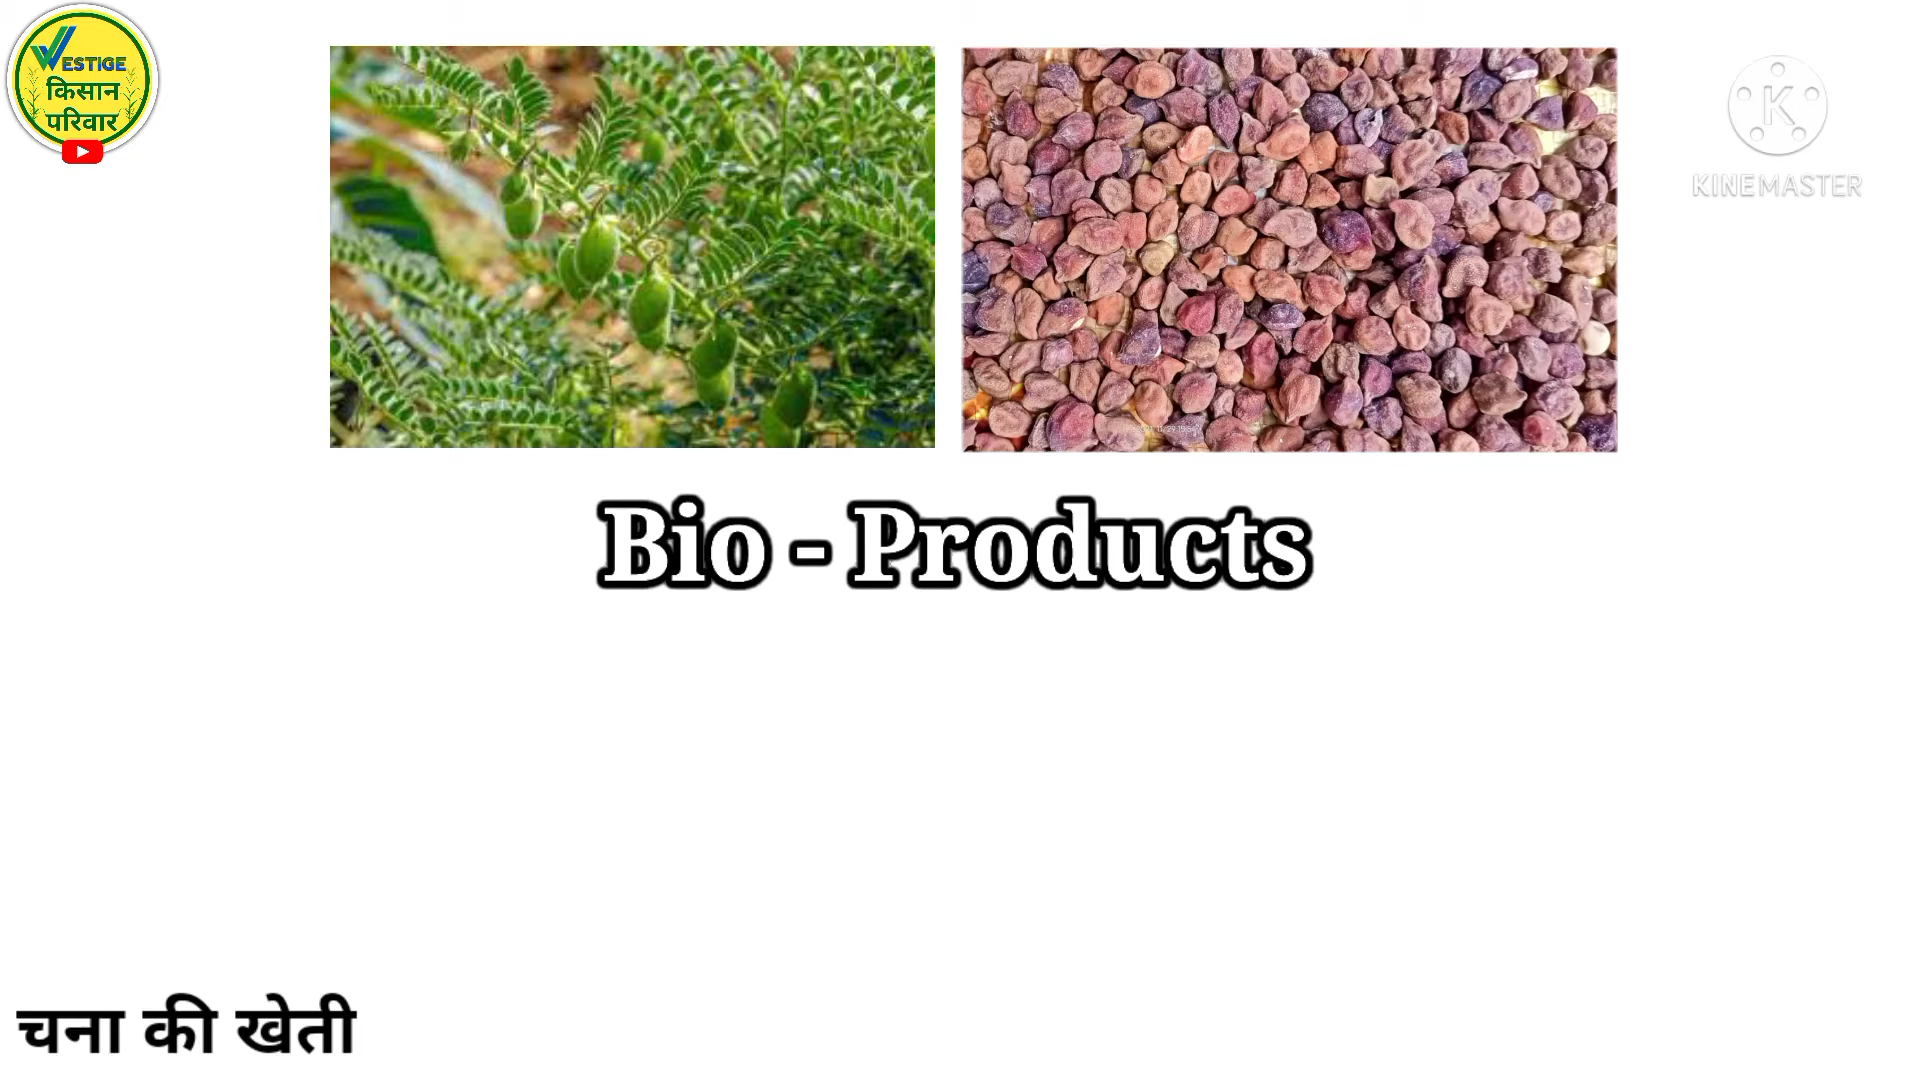 VESTIGE
किसान
परिवार
KINEMASTER
Bio - Products
चना की खेती